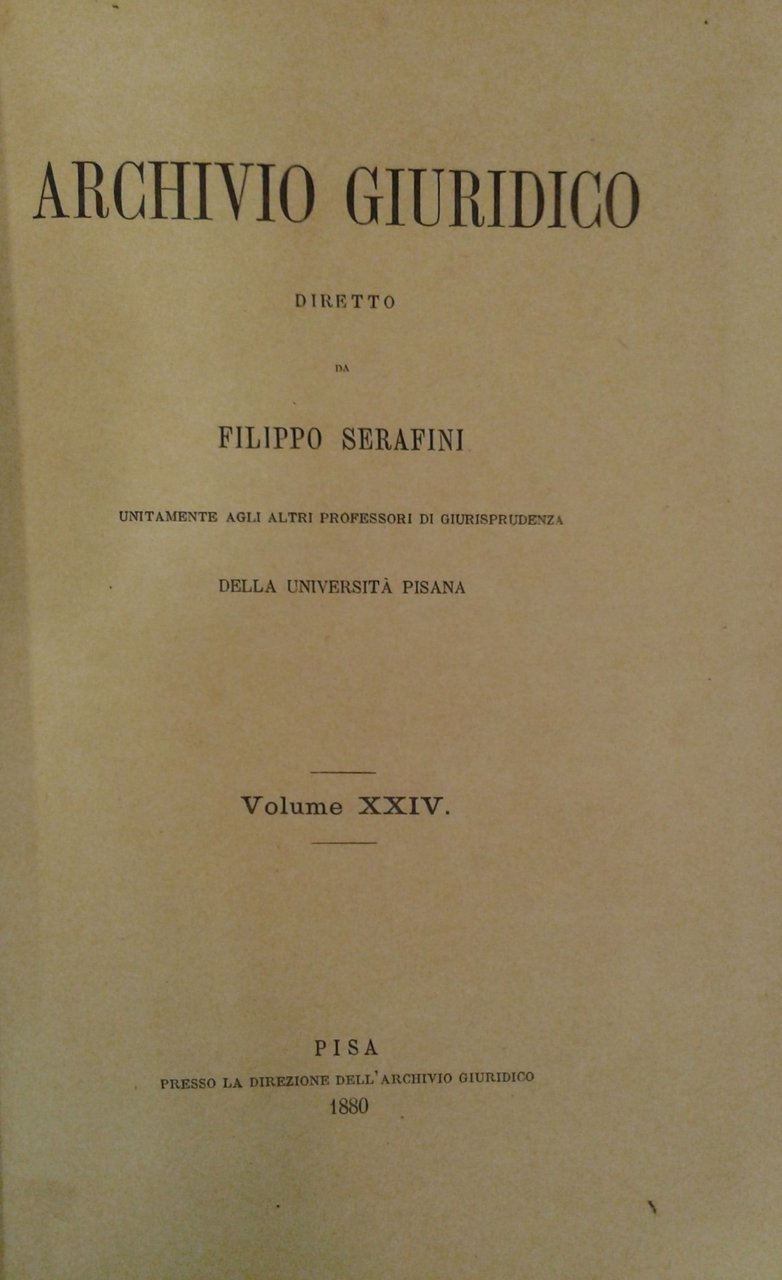 ARCHIVIO GIURIDICO
DIRETTO
DA
FILIPPO SERAFINI
UNITAMENTE AGLI ALTRI PROFESSORI DI GIURISPRUDENZA
DELLA UNIVERSITÀ PISANA
Volume XXIV.
PISA
PRESSO LA DIREZIONE DELL'ARCHIVIO GIURIDICO
1880